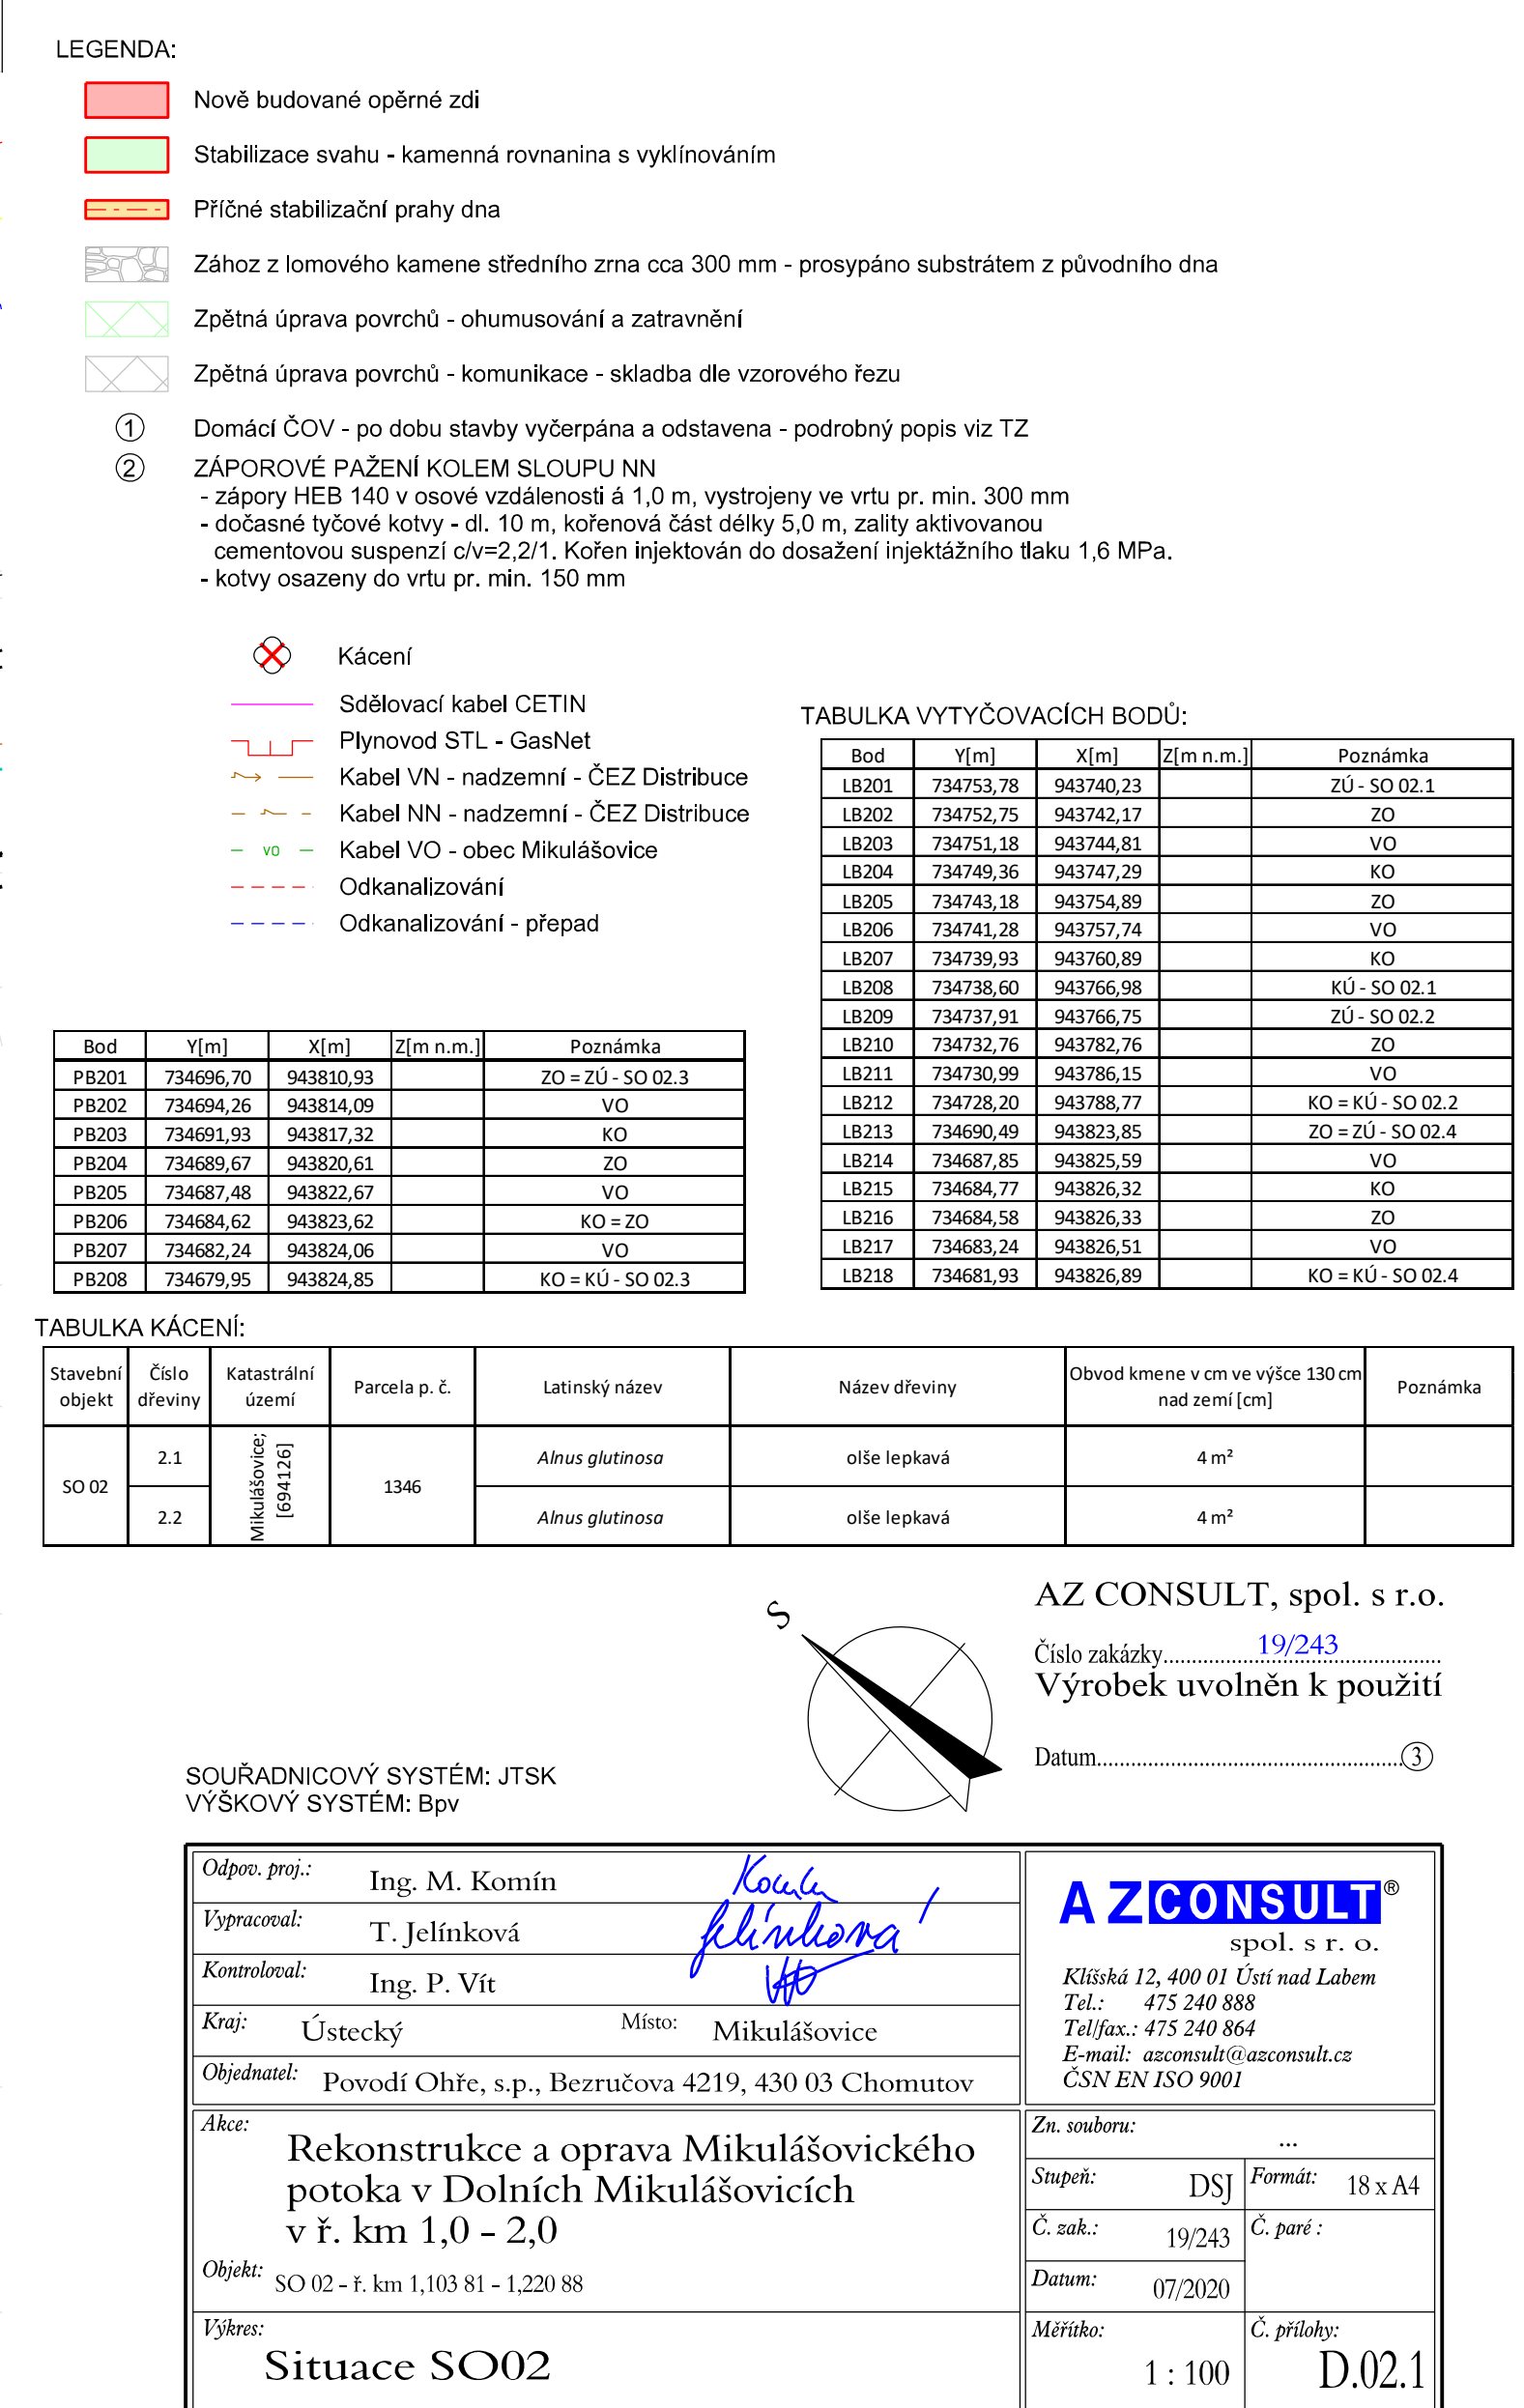 LEGENDA:
Nově budované opěrné zdi
Stabilizace svahu - kamenná rovnanina s vyklínováním
Příčné stabilizační prahy dna
Zához z lomového kamene středního zrna cca 300 mm - prosypáno substrátem z původního dna
Zpětná úprava povrchů - ohumusování a zatravnění
Zpětná úprava povrchů - komunikace - skladba dle vzorového řezu
1 Domácí ČOV - po dobu stavby vyčerpána a odstavena - podrobný popis viz TZ
2 ZÁPOROVÉ PAŽENÍ KOLEM SLOUPU NN
- zápory HEB 140 v osové vzdálenosti á 1,0 m, vystrojeny ve vrtu pr. min. 300 mm
- dočasné tyčové kotvy - dl. 10 m, kořenová část délky 5,0 m, zality aktivovanou
cementovou suspenzí c/v=2,2/1. Kořen injektován do dosažení injektážního tlaku 1,6 MPa.
- kotvy osazeny do vrtu pr. min. 150 mm
Kácení
Sdělovací kabel CETIN
Plynovod STL - GasNet
Kabel VN - nadzemní - ČEZ Distribuce
Kabel NN - nadzemní - ČEZ Distribuce
VO Kabel VO - obec Mikulášovice
Odkanalizování
Odkanalizování - přepad
TABULKA VYTYČOVACÍCH BODŮ:
Bod Y[m] X[m] Z[m n.m.] Poznámka
LB201 734753,78 943740,23 ZÚ - SO 02.1
LB202 734752,75 943742,17 ZO
LB203 734751,18 943744,81 VO
LB204 734749,36 943747,29 KO
LB205 734743,18 943754,89 ZO
LB206 734741,28 943757,74 VO
LB207 734739,93 943760,89 KO
LB208 734738,60 943766,98 KÚ - SO 02.1
LB209 734737,91 943766,75 ZÚ - SO 02.2
LB210 734732,76 943782,76 ZO
LB211 734730,99 943786,15 VO
LB212 734728,20 943788,77 KO = KÚ - SO 02.2
LB213 734690,49 943823,85 ZO = ZÚ - SO 02.4
LB214 734687,85 943825,59 VO
LB215 734684,77 943826,32 KO
LB216 734684,58 943826,33 ZO
LB217 734683,24 943826,51 VO
LB218 734681,93 943826,89 KO = KÚ - SO 02.4
Bod Y[m] X[m] Z[m n.m.] Poznámka
PB201 734696,70 943810,93 ZO = ZÚ - SO 02.3
PB202 734694,26 943814,09 VO
PB203 734691,93 943817,32 KO
PB204 734689,67 943820,61 ZO
PB205 734687,48 943822,67 VO
PB206 734684,62 943823,62 KO = ZO
PB207 734682,24 943824,06 VO
PB208 734679,95 943824,85 KO = KÚ - SO 02.3
TABULKA KÁCENÍ:
Stavební objekt Číslo dřeviny Katastrální území Parcela p. č. Latinský název Název dřeviny Obvod kmene v cm ve výšce 130 cm nad zemí [cm] Poznámka
SO 02 2.1 Mikulášovice; [694126] 1346 Alnus glutinosa olše lepkavá 4 m²
2.2 Alnus glutinosa olše lepkavá 4 m²
S
AZ CONSULT, spol. s r.o.
Číslo zakázky 19/243
Výrobek uvolněn k použití
Datum 3
SOUŘADNICOVÝ SYSTÉM: JTSK
VÝŠKOVÝ SYSTÉM: Bpv
Odpov. proj.: Ing. M. Komín
Vypracoval: T. Jelínková Jelínková
Kontroloval: Ing. P. Vít
Kraj: Ústecký Místo: Mikulášovice
Objednatel: Povodí Ohře, s.p., Bezručova 4219, 430 03 Chomutov
AZ CONSULT®
spol. s r. o.
Klíšská 12, 400 01 Ústí nad Labem
Tel.: 475 240 888
Tel/fax.: 475 240 864
E-mail: azconsult@azconsult.cz
ČSN EN ISO 9001
Akce: Rekonstrukce a oprava Mikulášovického
potoka v Dolních Mikulášovicích
v ř. km 1,0 - 2,0
Objekt: SO 02 - ř. km 1,103 81 - 1,220 88
Výkres: Situace SO02
Zn. souboru: ...
Stupeň: DSJ Formát: 18 x A4
Č. zak.: 19/243 Č. paré :
Datum: 07/2020
Měřítko: 1 : 100 Č. přílohy: D.02.1